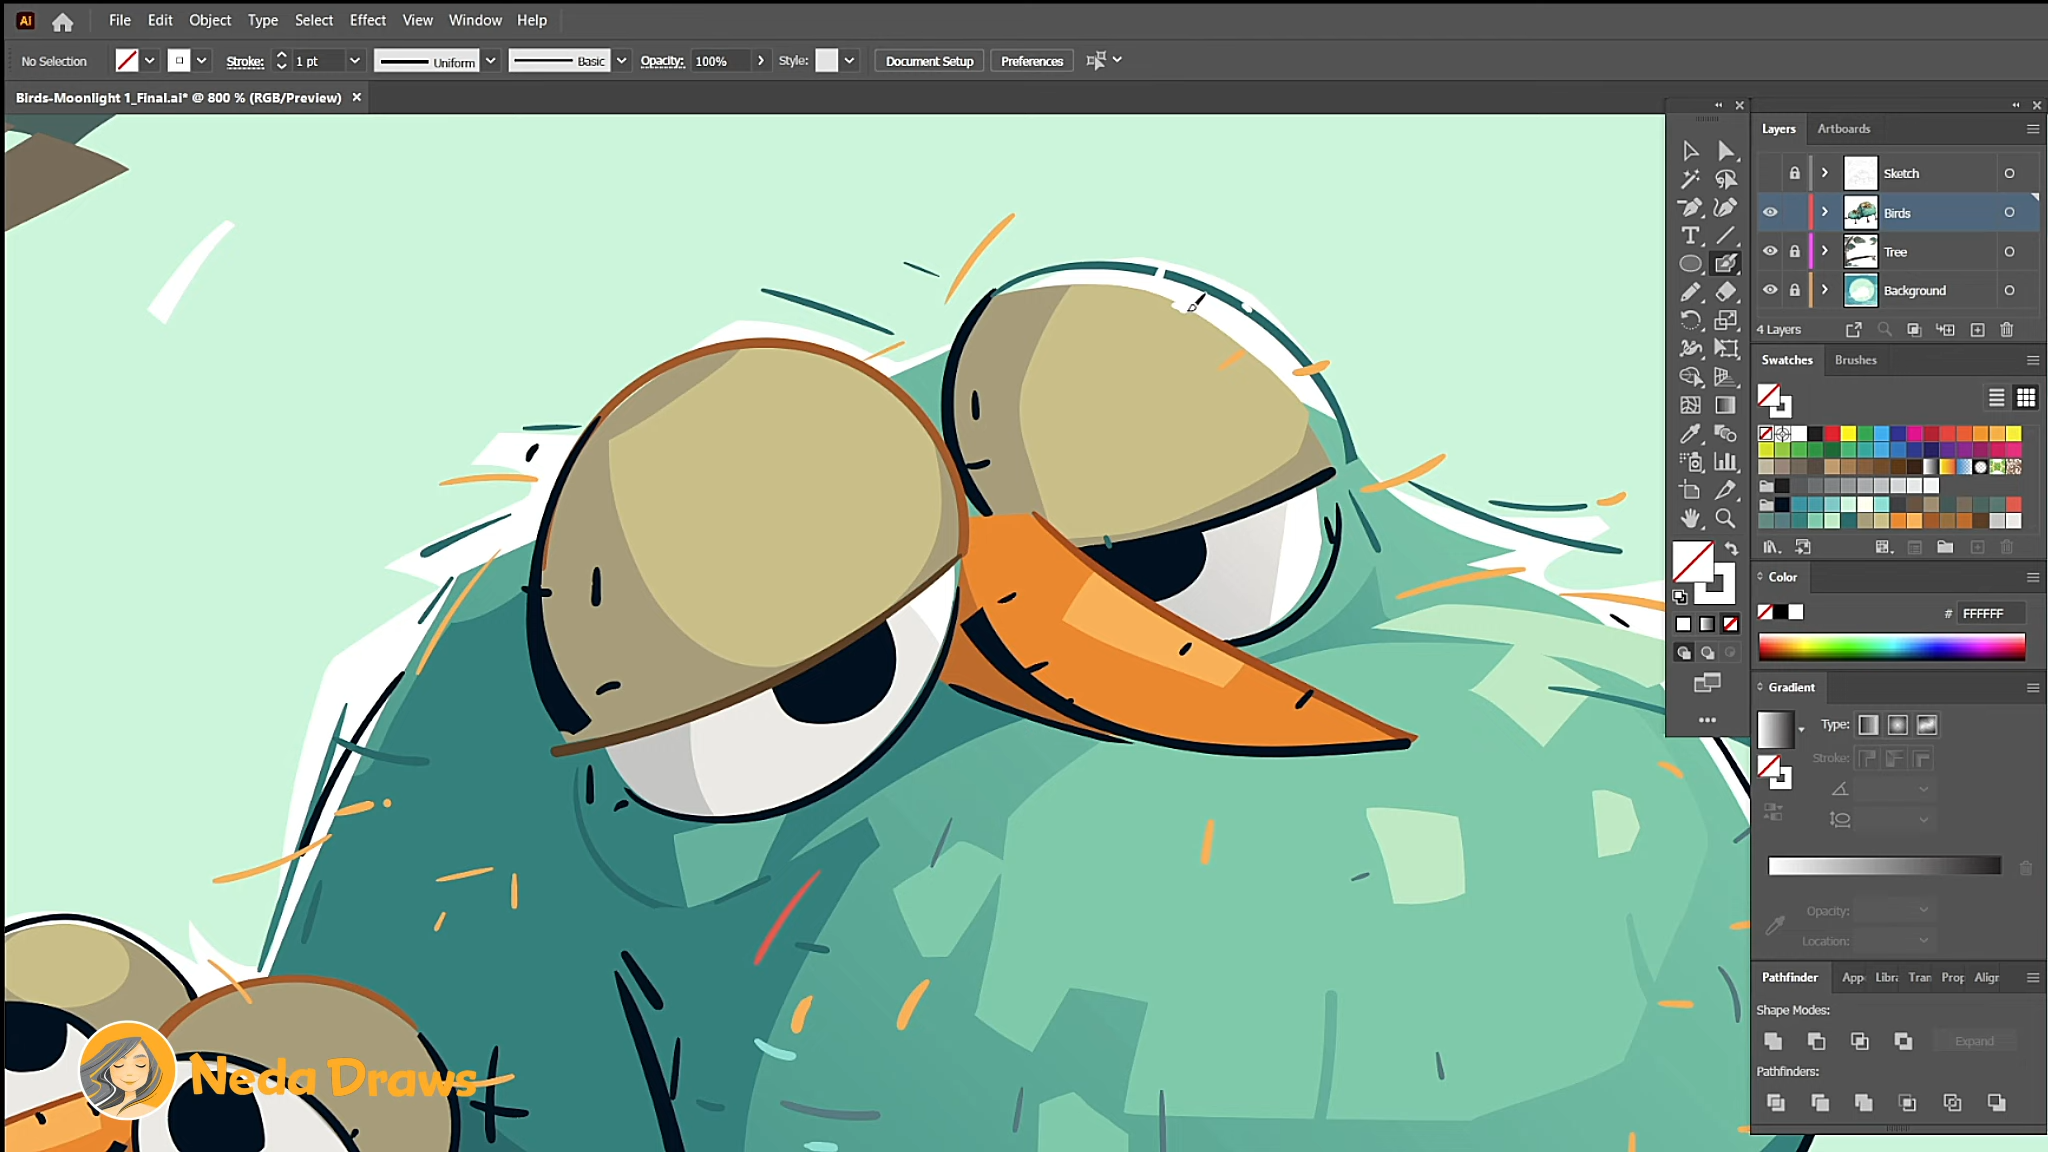 Ai File Edit Object Type Select Effect View Window Help
No Selection Stroke: 1 pt Uniform Basic Opacity: 100% Style: Document Setup Preferences
Birds-Moonlight 1_Final.ai* @ 800 % (RGB/Preview)
Layers Artboards
Sketch
Birds
Tree
Background
4 Layers
Swatches Brushes
Color
# FFFFFF
Gradient
Type:
Stroke:
Opacity:
Location:
Pathfinder Appe Libra Tran Prop Align
Shape Modes:
Expand
Pathfinders:
Neda Draws